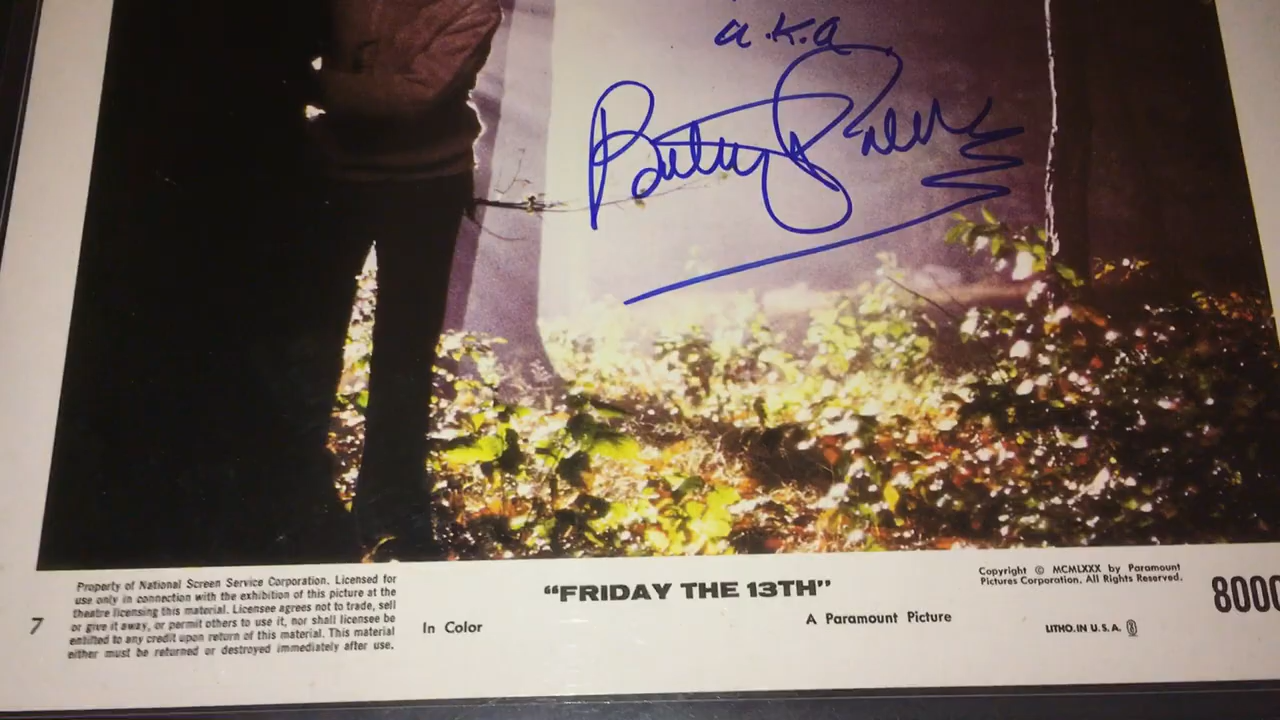 a.k.a
Betsy Palmer
Property of National Screen Service Corporation. Licensed for
use only in connection with the exhibition of this picture at the
theatre licensing this material. Licensee agrees not to trade, sell
or give it away, or permit others to use it, nor shall licensee be
entitled to any credit upon return of this material. This material
either must be returned or destroyed immediately after use.
7
In Color
"FRIDAY THE 13TH"
A Paramount Picture
Copyright © MCMLXXX by Paramount
Pictures Corporation. All Rights Reserved.
LITHO. IN U.S.A.
8000